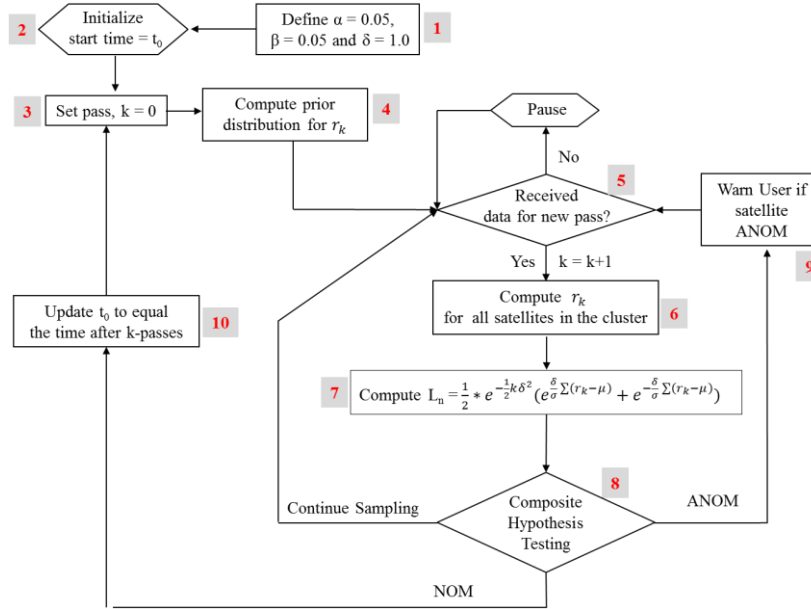 Initialize
start time = t₀
2
Define α = 0.05,
β = 0.05 and δ = 1.0
1
3
Set pass, k = 0
Compute prior
distribution for rₖ
4
Pause
No
5
Received
data for new pass?
Warn User if
satellite
ANOM
9
Yes
k = k+1
Update t₀ to equal
the time after k-passes
10
Compute rₖ
for all satellites in the cluster
6
7
Compute Lₙ = ½ * e^{-½kδ²}(e^{δ/σ ∑(rₖ−μ)} + e^{−δ/σ ∑(rₖ−μ)})
8
Continue Sampling
Composite
Hypothesis
Testing
ANOM
NOM